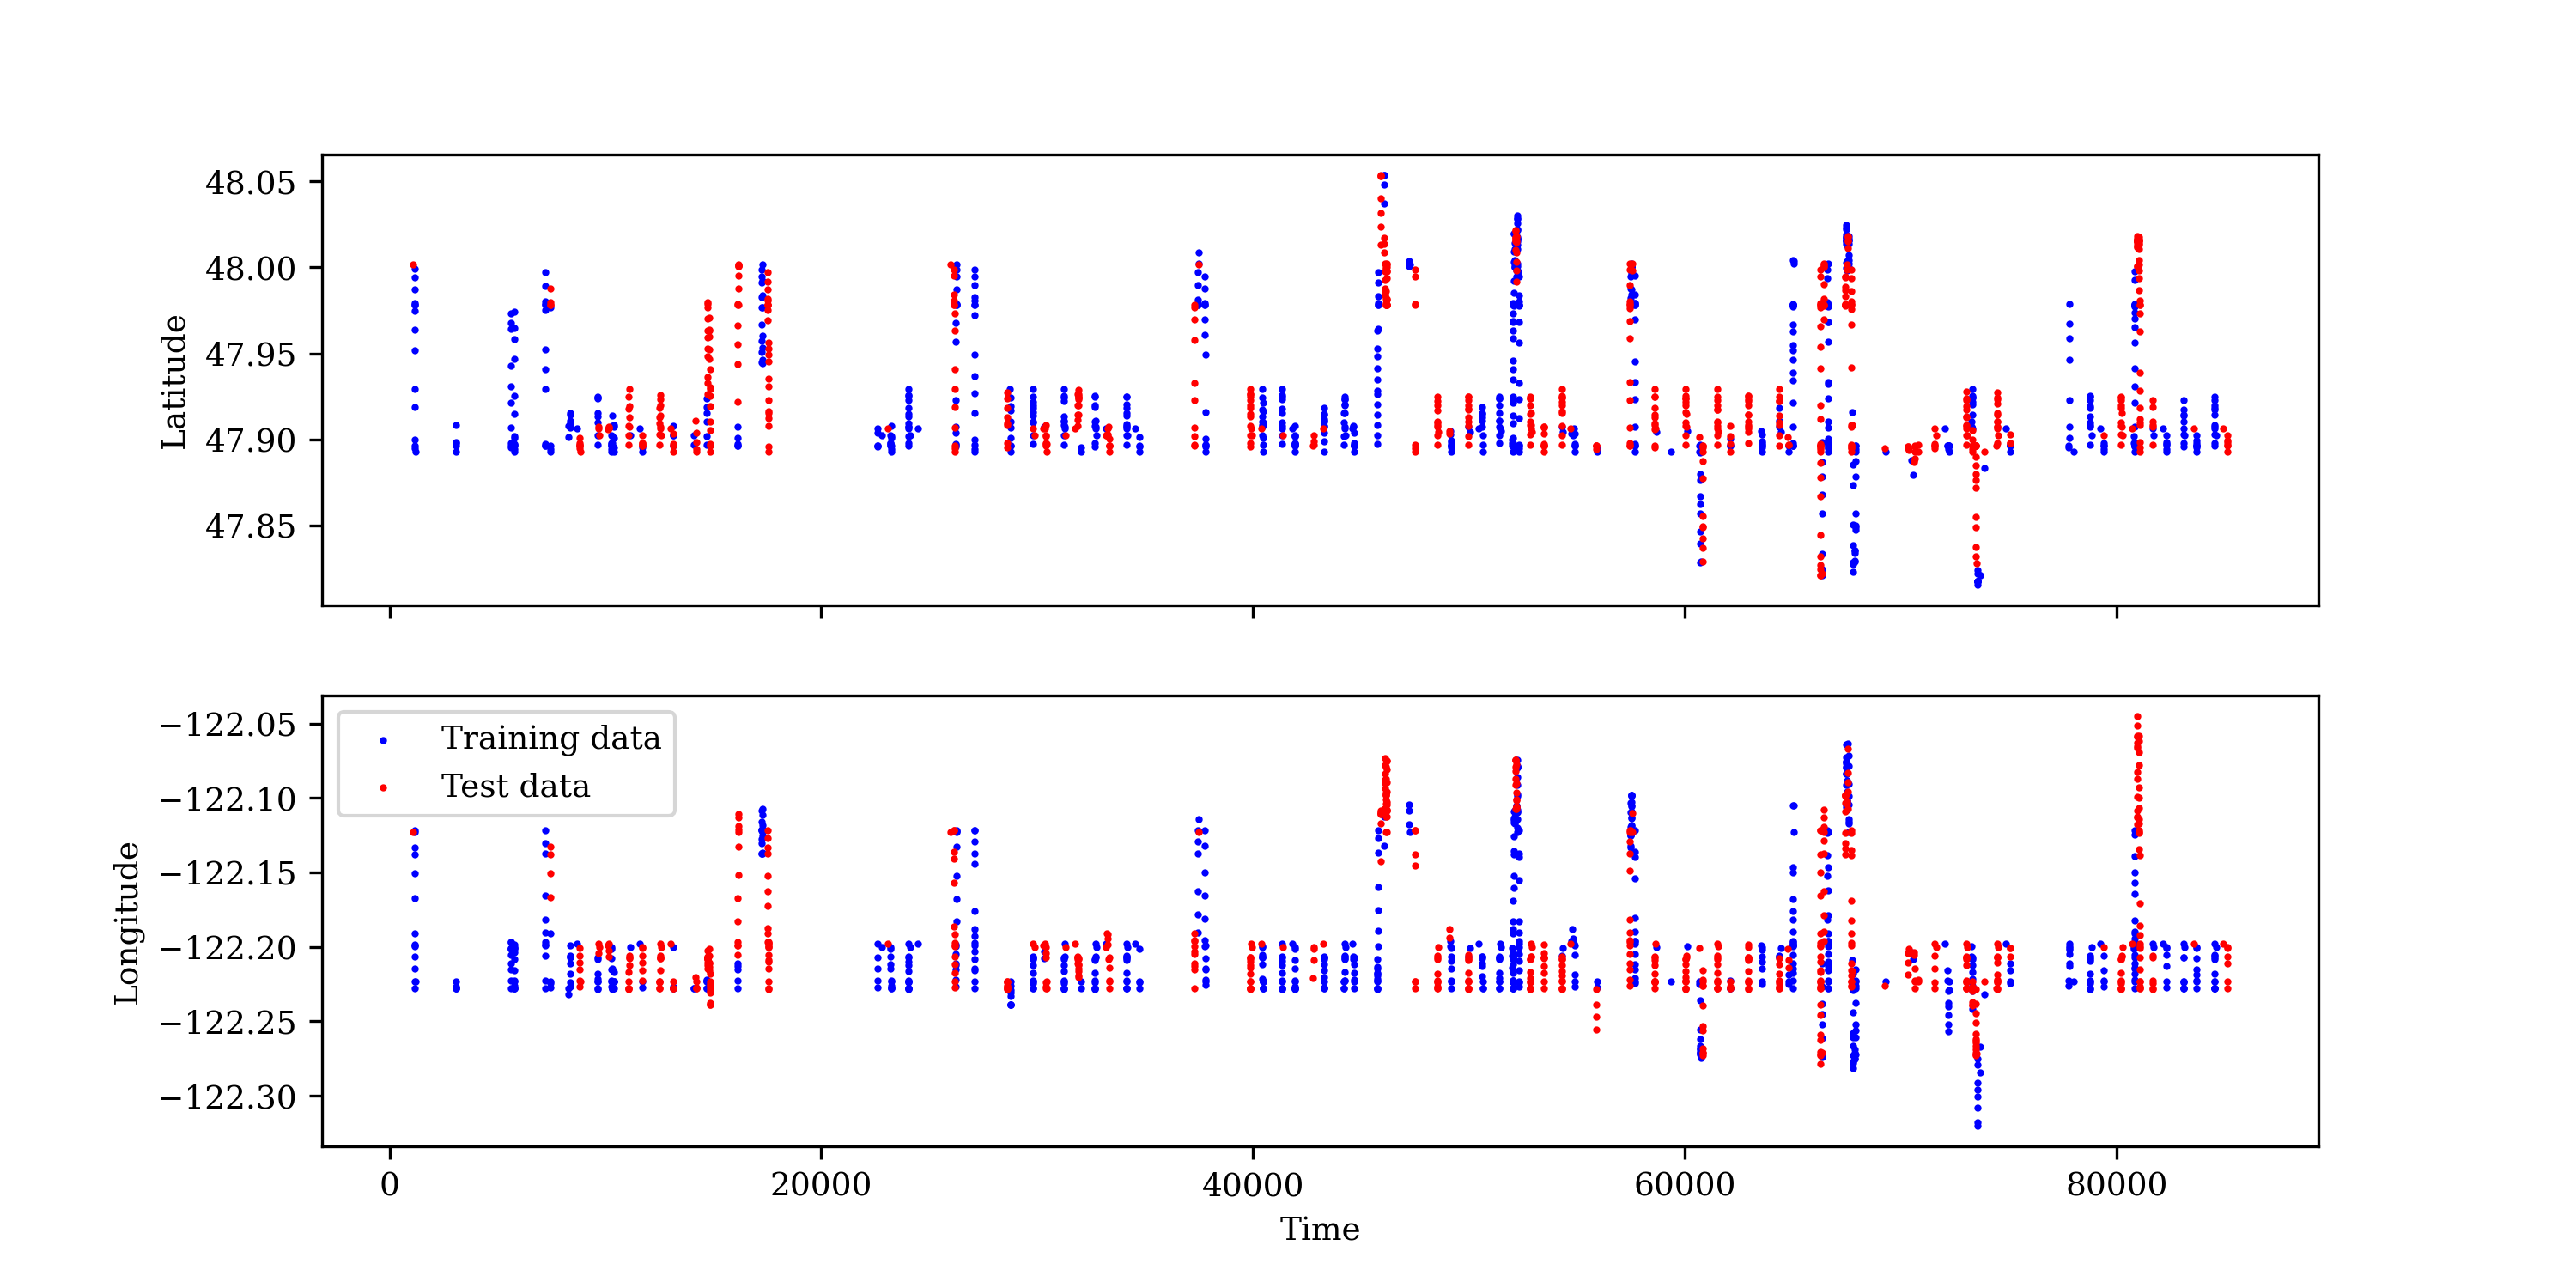 48.05
48.00
47.95
47.90
47.85
Latitude
−122.05
−122.10
−122.15
−122.20
−122.25
−122.30
Longitude
Training data
Test data
0 20000 40000 60000 80000
Time